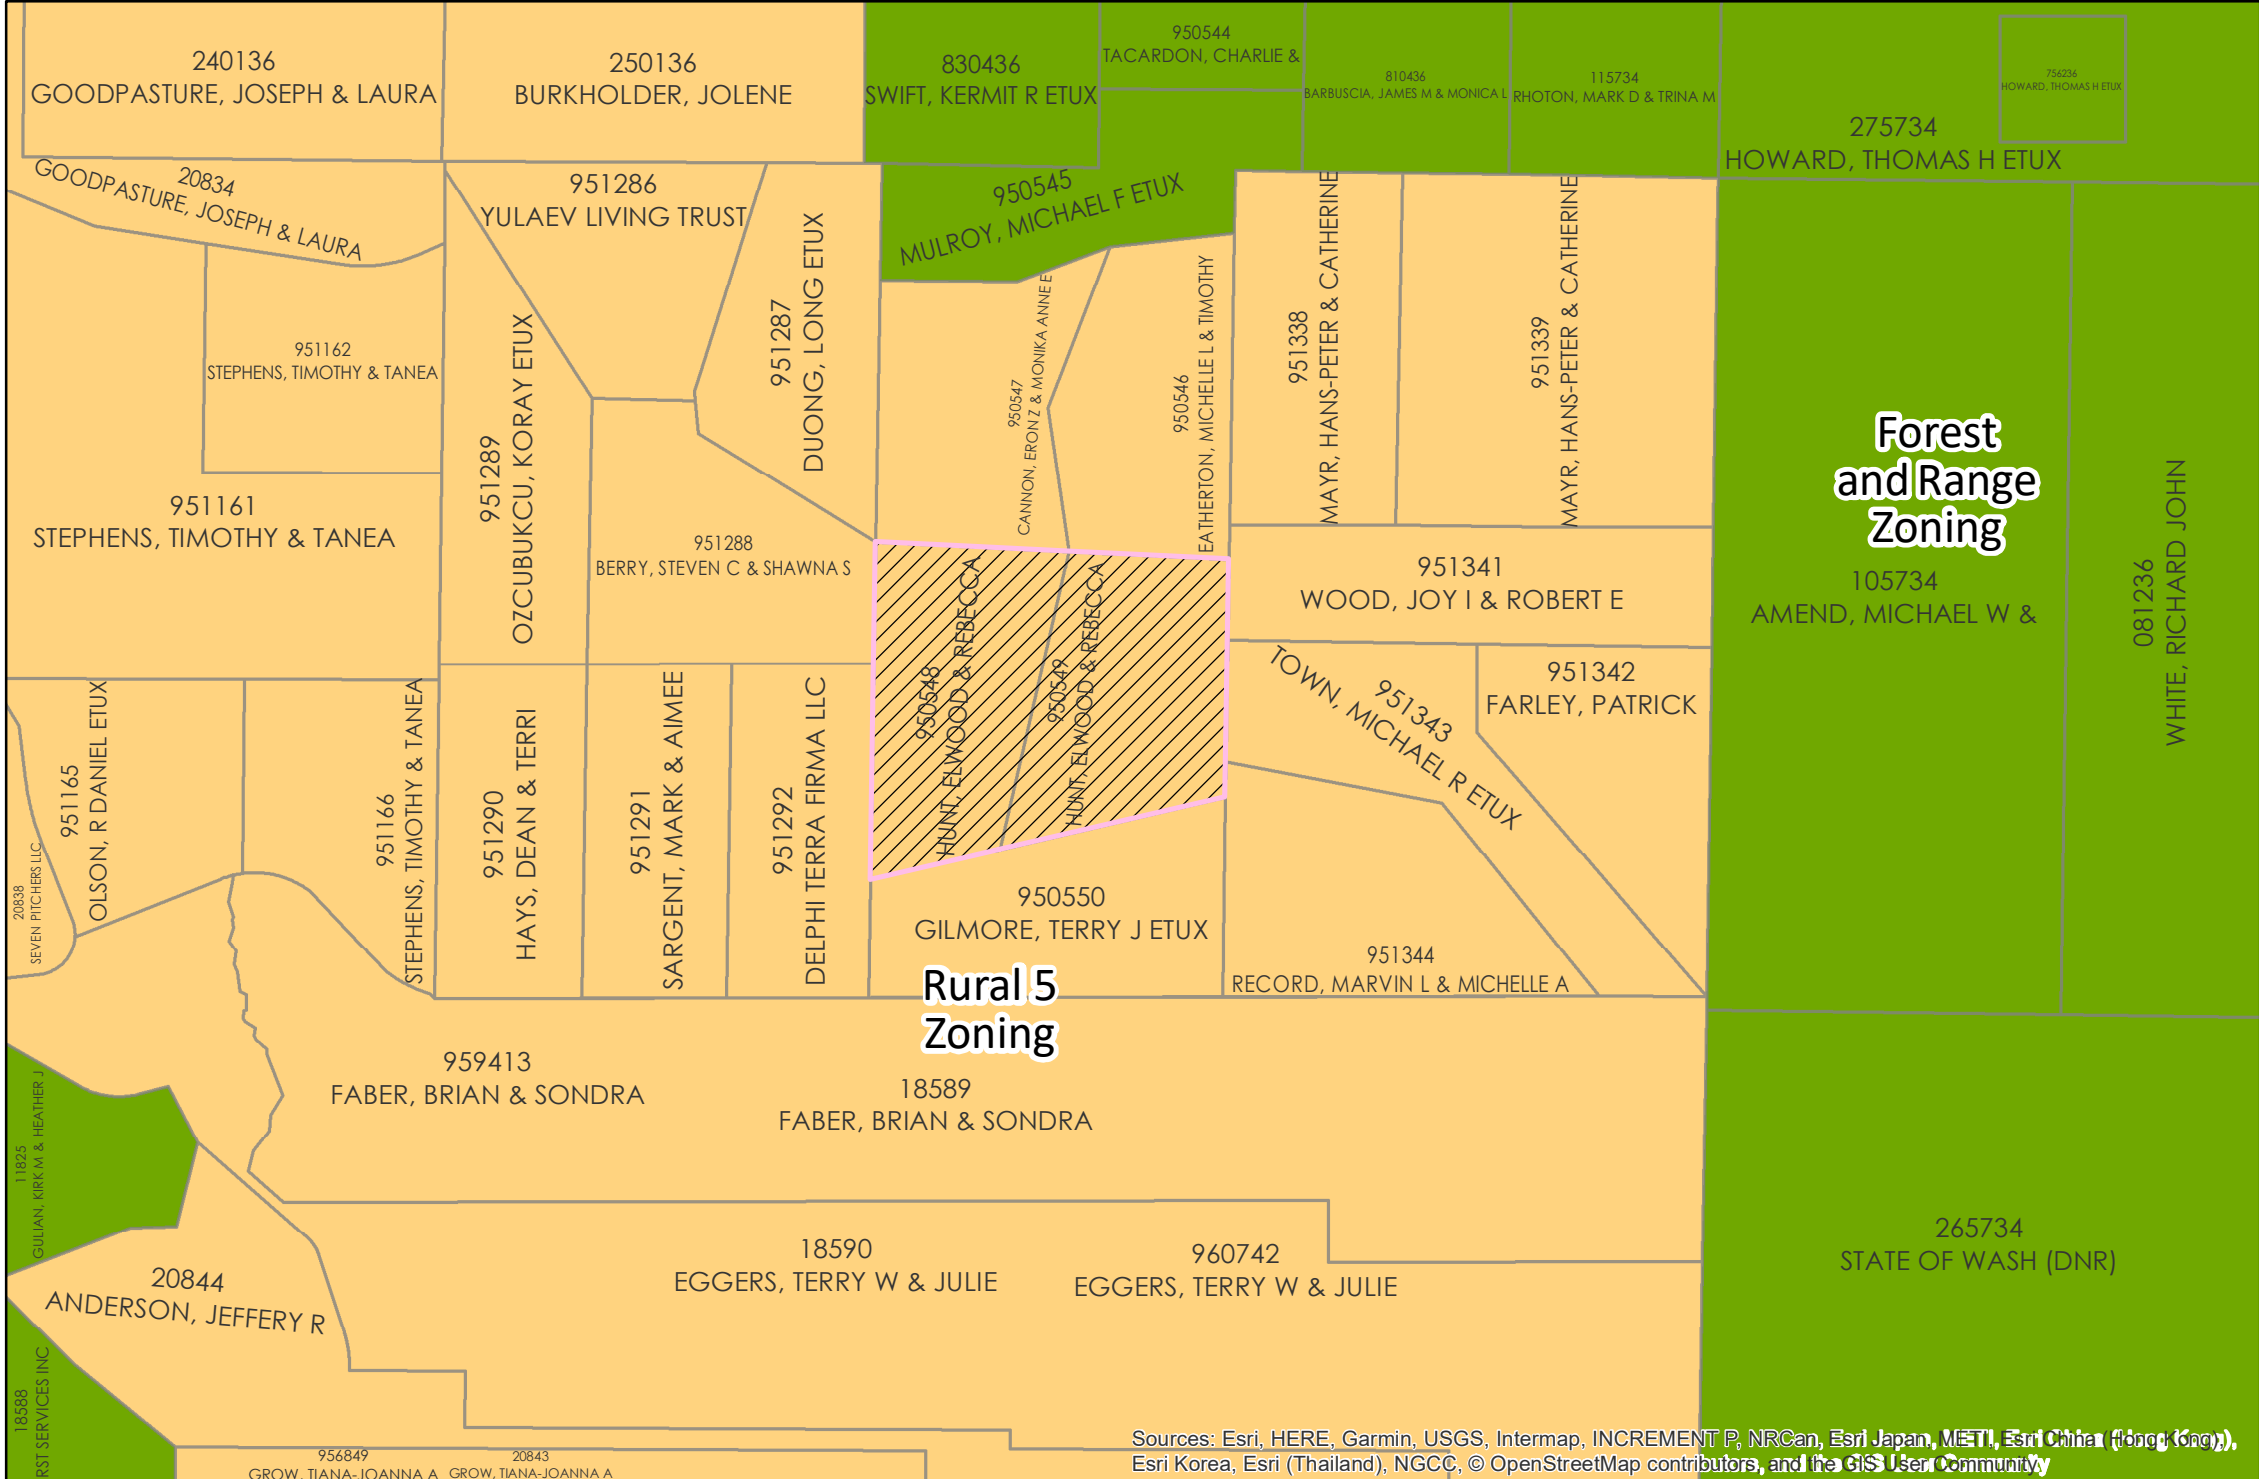 240136
GOODPASTURE, JOSEPH & LAURA
250136
BURKHOLDER, JOLENE
830436
SWIFT, KERMIT R ETUX
950544
TACARDON, CHARLIE &
810436
BARBUSCIA, JAMES M & MONICA L
115734
RHOTON, MARK D & TRINA M
756236
HOWARD, THOMAS H ETUX
275734
HOWARD, THOMAS H ETUX
20834
GOODPASTURE, JOSEPH & LAURA
951286
YULAEV LIVING TRUST
951287
DUONG, LONG ETUX
950545
MULROY, MICHAEL F ETUX
951162
STEPHENS, TIMOTHY & TANEA
951289
OZCUBUKCU, KORAY ETUX
950547
CANNON, ERON Z & MONIKA ANNE E
950546
EATHERTON, MICHELLE L & TIMOTHY
951338
MAYR, HANS-PETER & CATHERINE
951339
MAYR, HANS-PETER & CATHERINE
Forest
and Range
Zoning
105734
AMEND, MICHAEL W &
081236
WHITE, RICHARD JOHN
951161
STEPHENS, TIMOTHY & TANEA
951288
BERRY, STEVEN C & SHAWNA S
950548
HUNT, ELWOOD & REBECCA
950549
HUNT, ELWOOD & REBECCA
951341
WOOD, JOY I & ROBERT E
951343
TOWN, MICHAEL R ETUX
951342
FARLEY, PATRICK
20838
SEVEN PITCHERS LLC
951165
OLSON, R DANIEL ETUX
951166
STEPHENS, TIMOTHY & TANEA
951290
HAYS, DEAN & TERRI
951291
SARGENT, MARK & AIMEE
951292
DELPHI TERRA FIRMA LLC
950550
GILMORE, TERRY J ETUX
951344
RECORD, MARVIN L & MICHELLE A
Rural 5
Zoning
959413
FABER, BRIAN & SONDRA
18589
FABER, BRIAN & SONDRA
11825
GULIAN, KIRK M & HEATHER J
18590
EGGERS, TERRY W & JULIE
960742
EGGERS, TERRY W & JULIE
265734
STATE OF WASH (DNR)
20844
ANDERSON, JEFFERY R
18588
RST SERVICES INC
956849
GROW, TIANA-JOANNA A
20843
GROW, TIANA-JOANNA A
Sources: Esri, HERE, Garmin, USGS, Intermap, INCREMENT P, NRCan, Esri Japan, METI, Esri China (Hong Kong),
Esri Korea, Esri (Thailand), NGCC, © OpenStreetMap contributors, and the GIS User Community